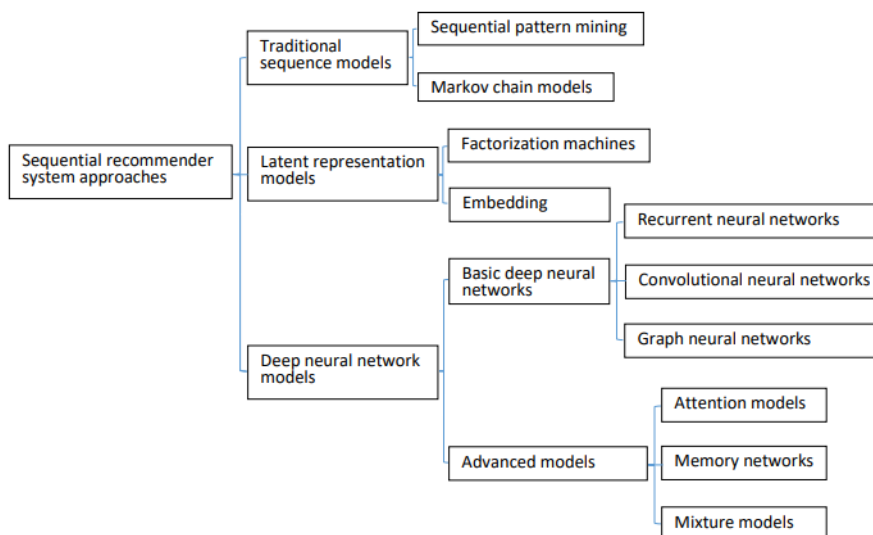 Sequential recommender
system approaches
Traditional
sequence models
Sequential pattern mining
Markov chain models
Latent representation
models
Factorization machines
Embedding
Deep neural network
models
Basic deep neural
networks
Recurrent neural networks
Convolutional neural networks
Graph neural networks
Advanced models
Attention models
Memory networks
Mixture models